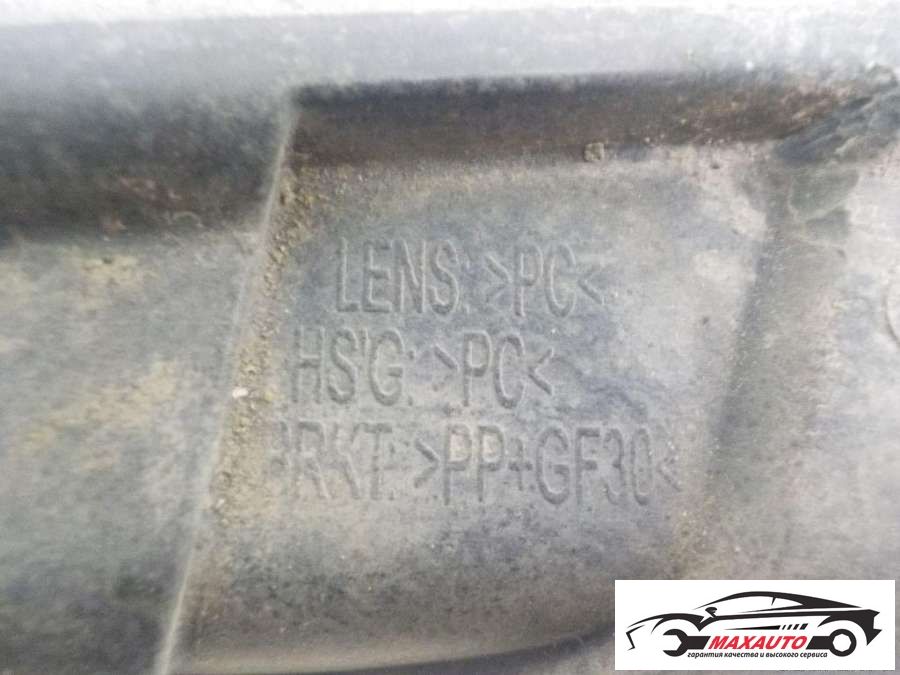 LENS: >PC<
HS'G: >PC<
BRKT: >PP+GF30<
MAXAUTO
гарантия качества и высокого сервиса